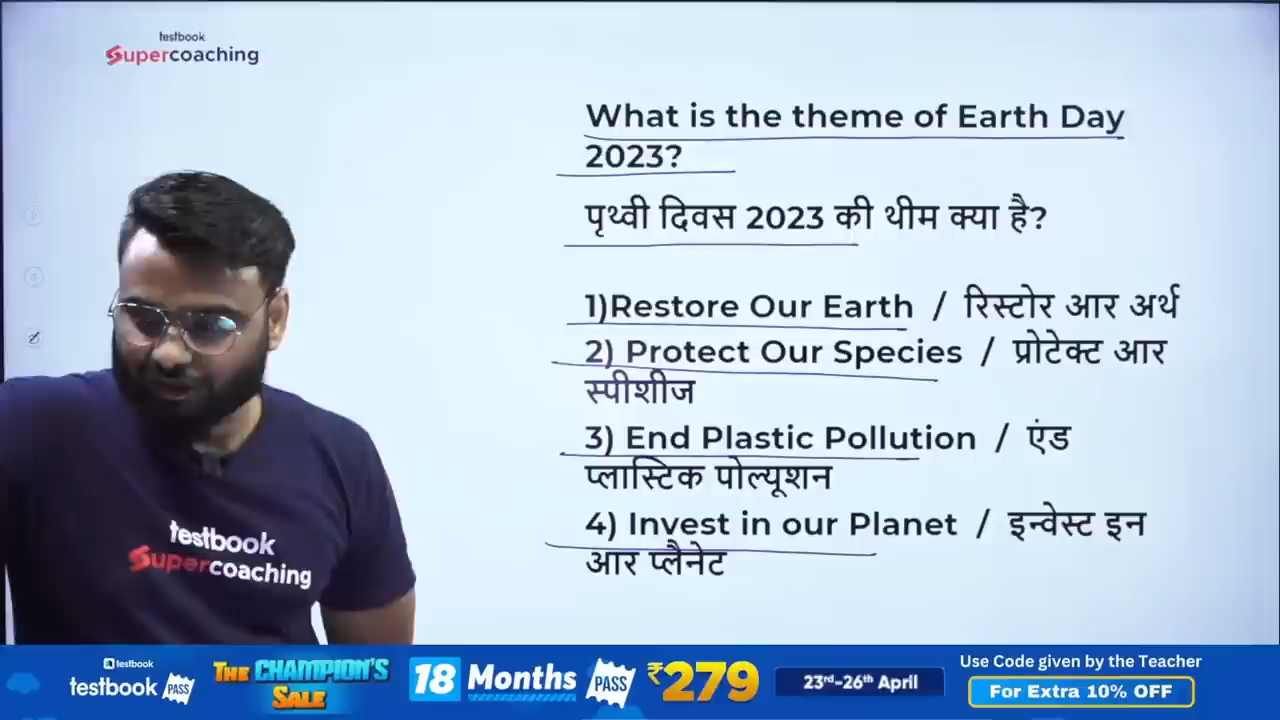 testbook
Supercoaching
What is the theme of Earth Day
2023?
पृथ्वी दिवस 2023 की थीम क्या है?
1)Restore Our Earth / रिस्टोर आर अर्थ
2) Protect Our Species / प्रोटेक्ट आर
स्पीशीज
3) End Plastic Pollution / एंड
प्लास्टिक पोल्यूशन
4) Invest in our Planet / इन्वेस्ट इन
आर प्लैनेट
testbook
Supercoaching
testbook
testbook PASS
THE CHAMPION'S
SALE
18 Months PASS ₹279
23rd-26th April
Use Code given by the Teacher
For Extra 10% OFF